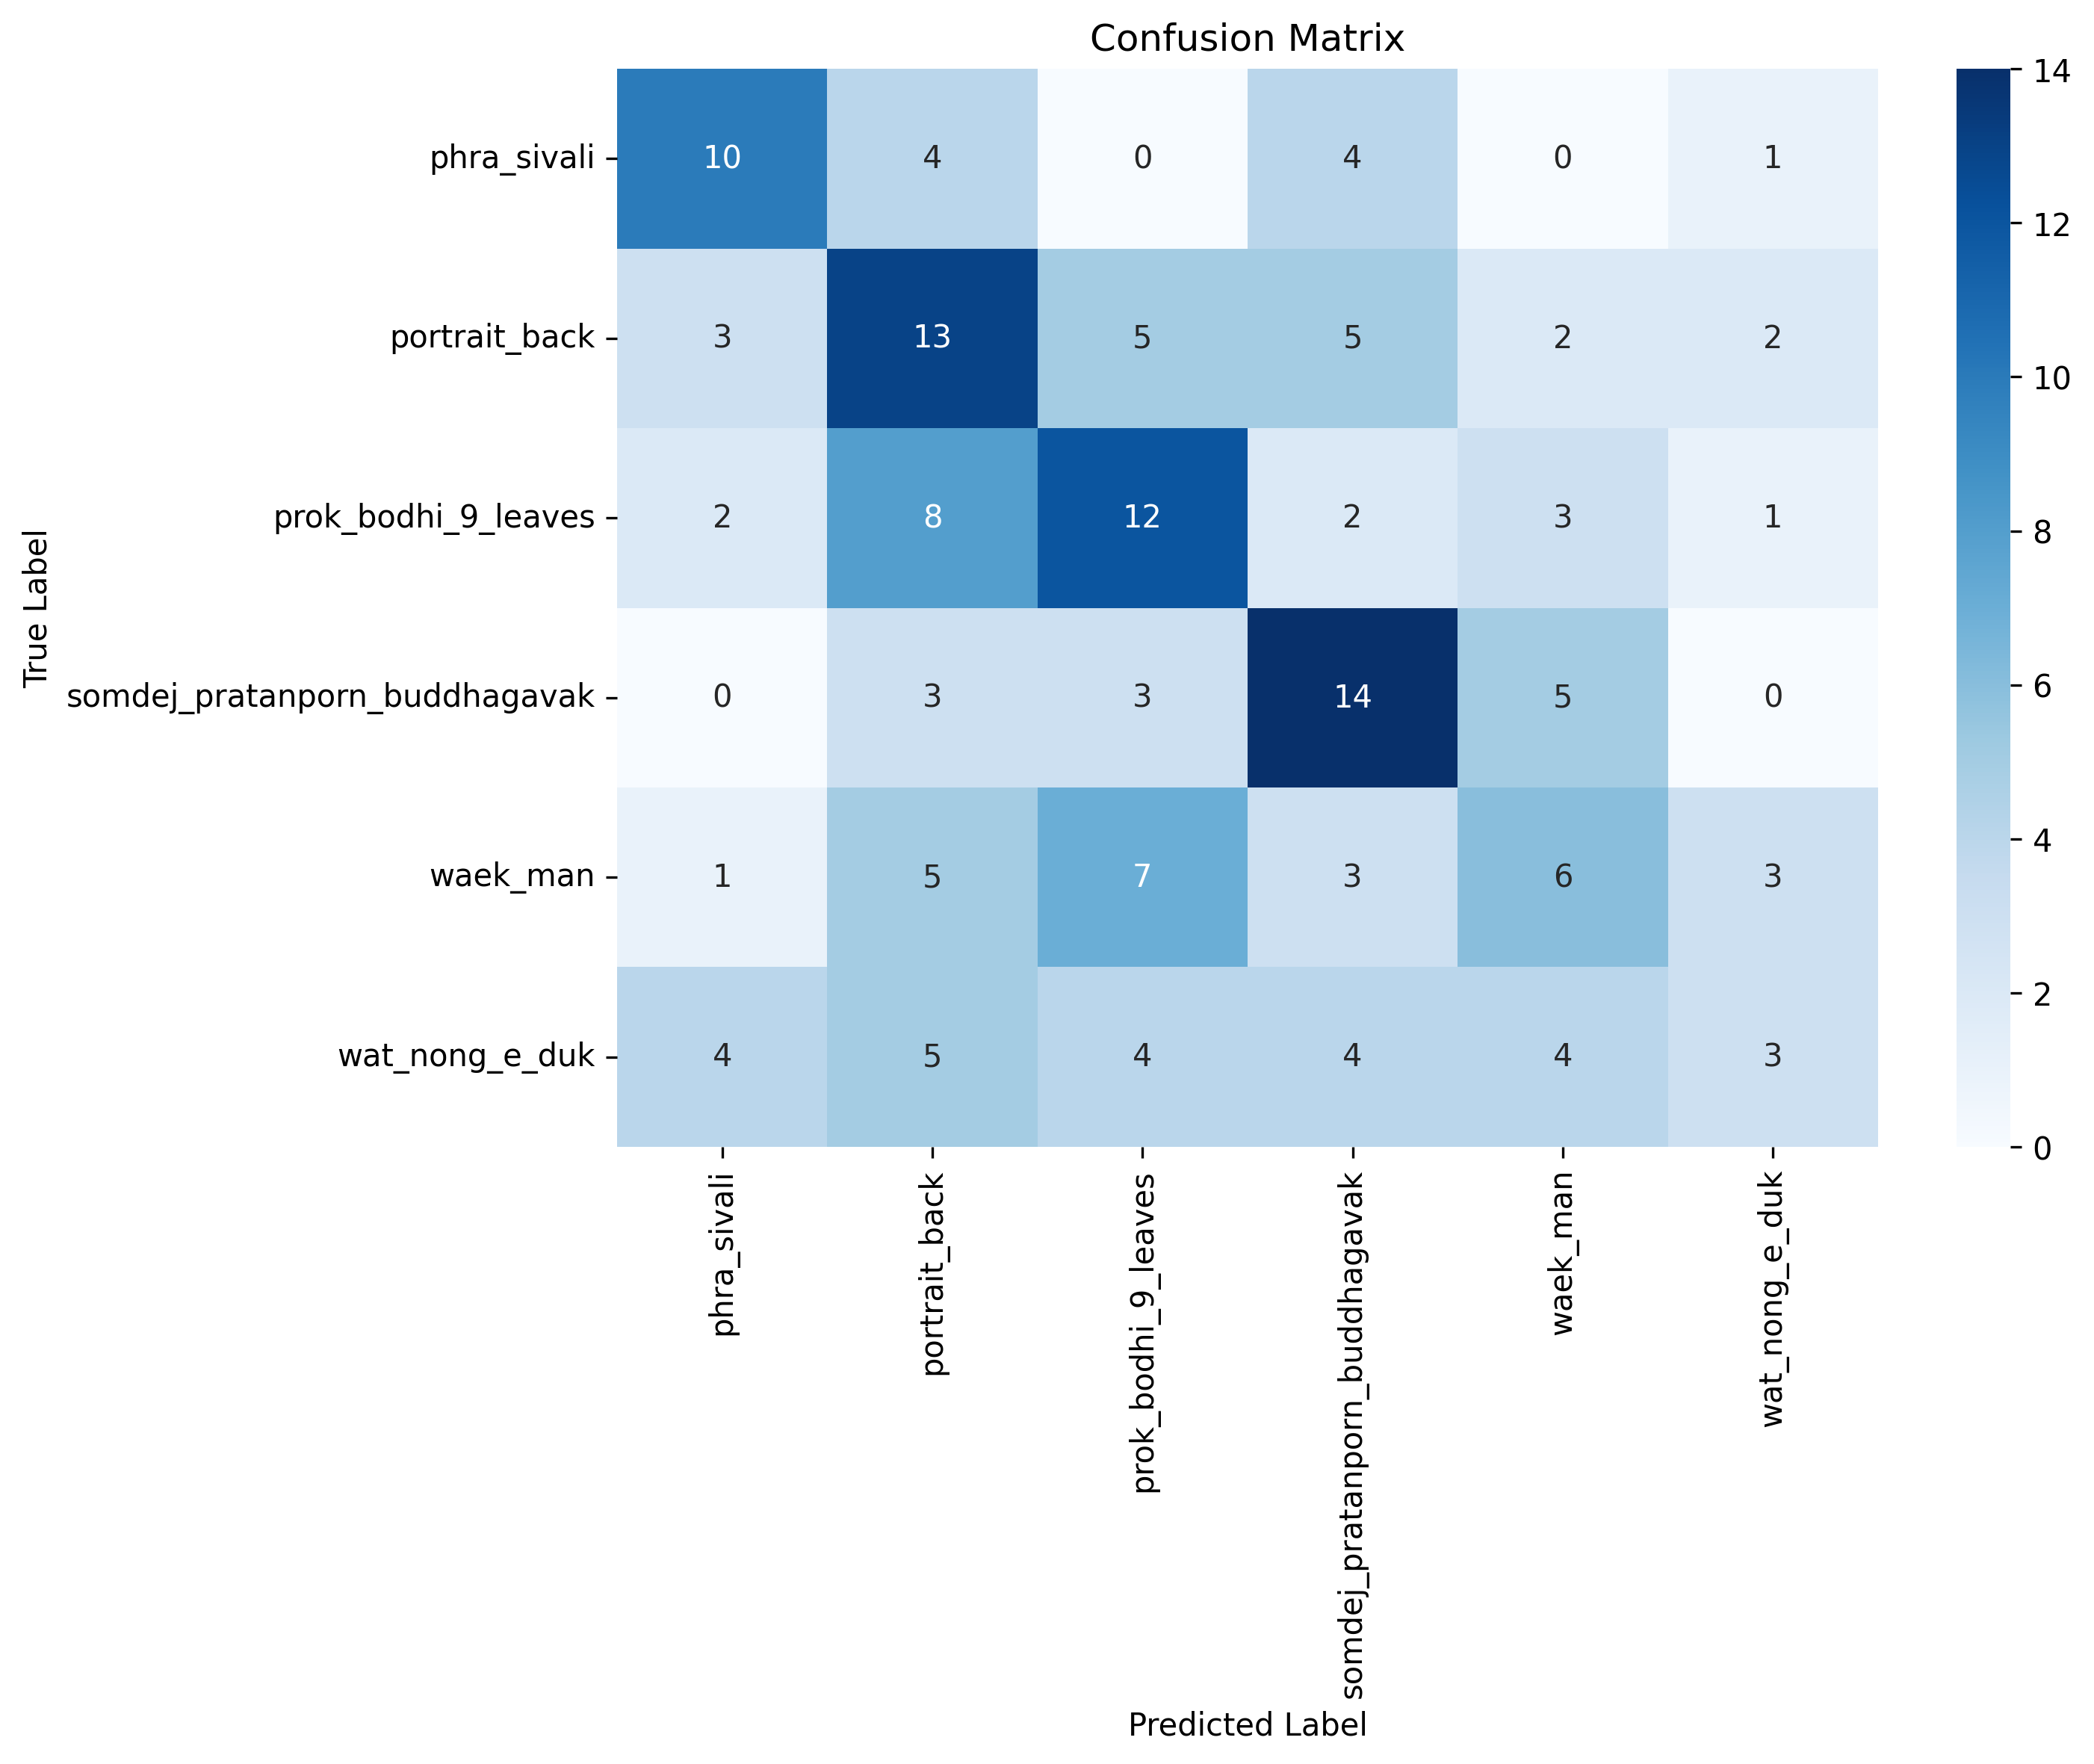 Confusion Matrix
True Label
phra_sivali 10 4 0 4 0 1
portrait_back 3 13 5 5 2 2
prok_bodhi_9_leaves 2 8 12 2 3 1
somdej_pratanporn_buddhagavak 0 3 3 14 5 0
waek_man 1 5 7 3 6 3
wat_nong_e_duk 4 5 4 4 4 3
phra_sivali
portrait_back
prok_bodhi_9_leaves
somdej_pratanporn_buddhagavak
waek_man
wat_nong_e_duk
Predicted Label
14
12
10
8
6
4
2
0